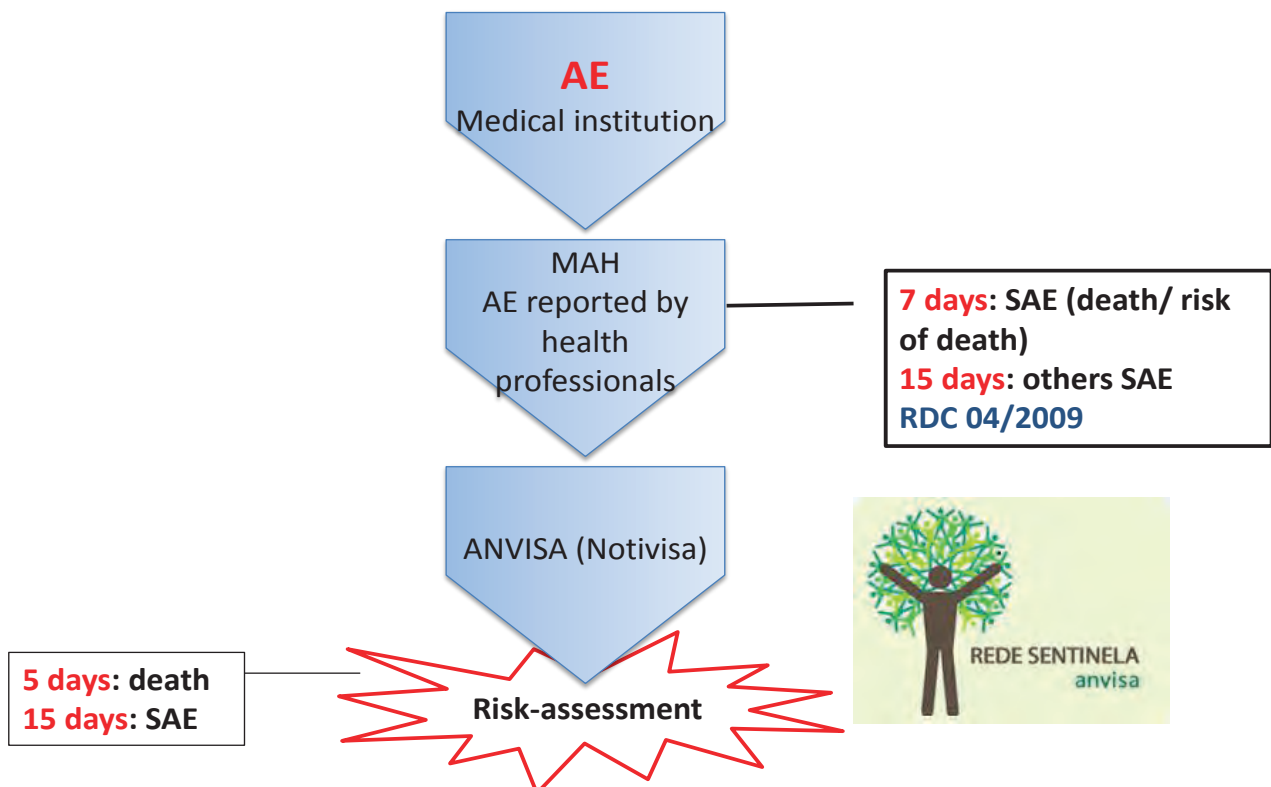 AE
Medical institution
MAH
AE reported by
health
professionals
7 days: SAE (death/ risk
of death)
15 days: others SAE
RDC 04/2009
ANVISA (Notivisa)
REDE SENTINELA
anvisa
5 days: death
15 days: SAE
Risk-assessment